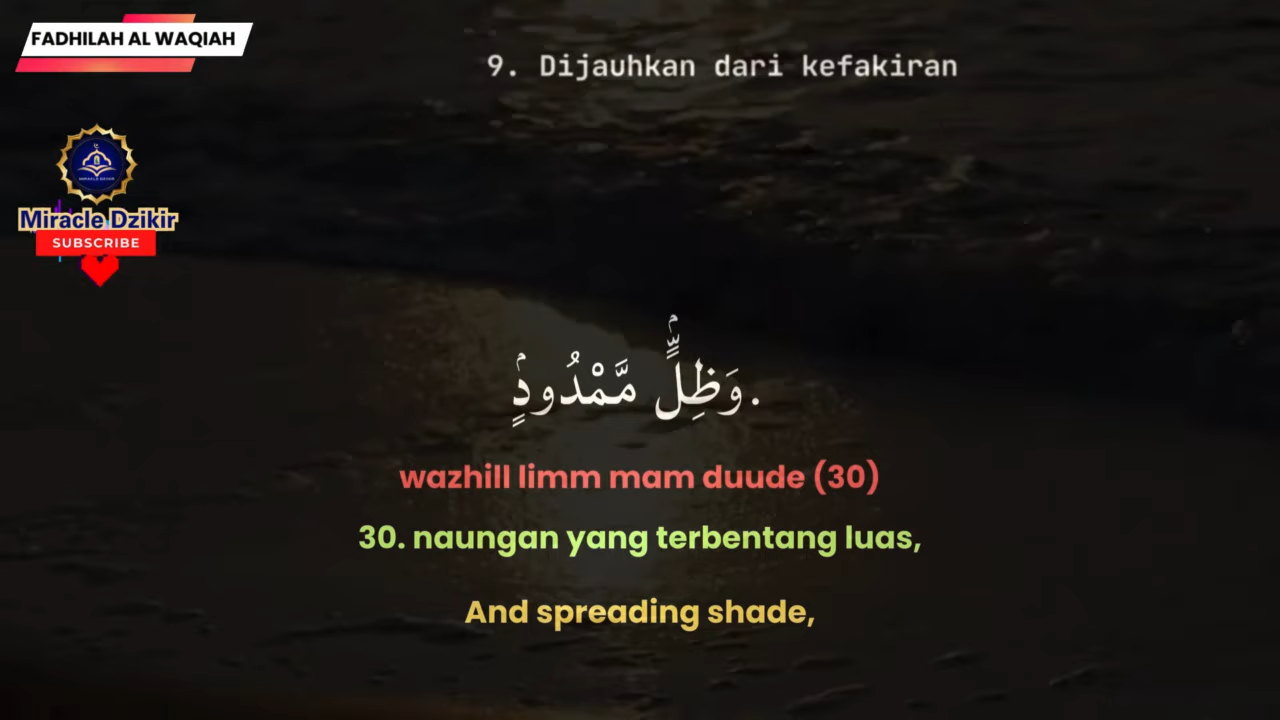 FADHILAH AL WAQIAH
9. Dijauhkan dari kefakiran
Miracle Dzikir
SUBSCRIBE
.وَظِلٍّۢ مَّمْدُودٍۢ
wazhill limm mam duude (30)
30. naungan yang terbentang luas,
And spreading shade,